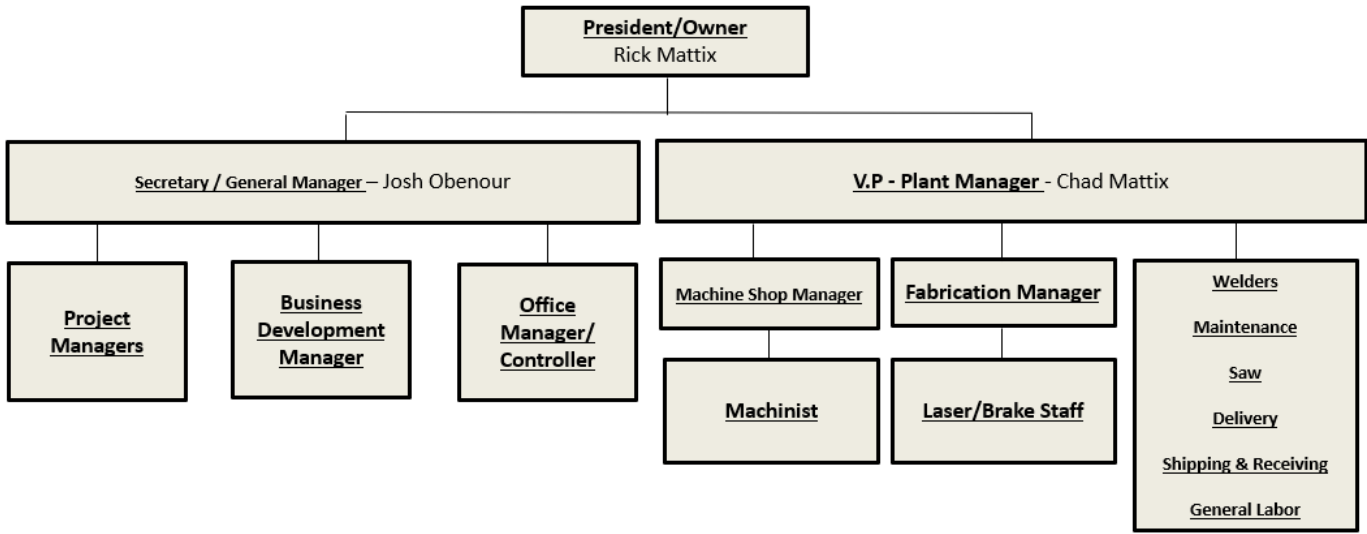 President/Owner
Rick Mattix
Secretary / General Manager – Josh Obenour
V.P - Plant Manager - Chad Mattix
Project
Managers
Business
Development
Manager
Office
Manager/
Controller
Machine Shop Manager
Machinist
Fabrication Manager
Laser/Brake Staff
Welders
Maintenance
Saw
Delivery
Shipping & Receiving
General Labor